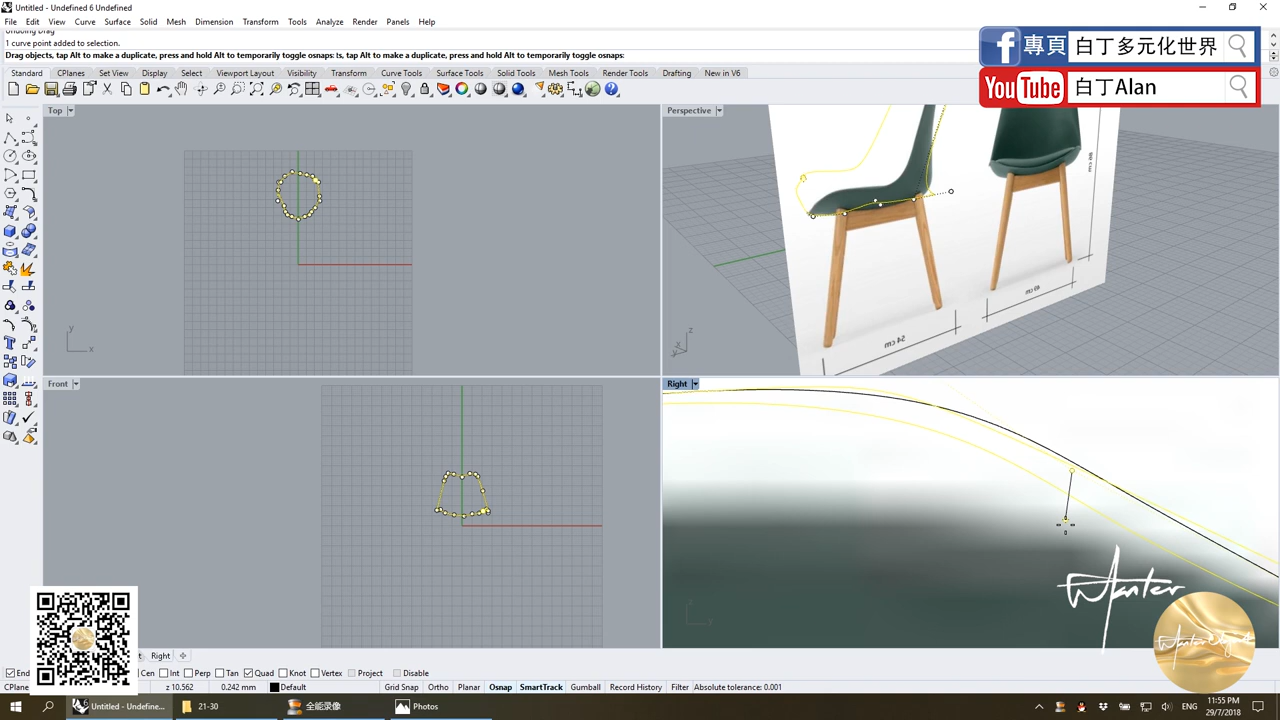 Untitled - Undefined 6 Undefined
File Edit View Curve Surface Solid Mesh Dimension Transform Tools Analyze Render Panels Help
Undoing Drag
1 curve point added to selection.
Drag objects, tap Alt to make a duplicate, press and hold Alt to temporarily toggle osnaps: tap Alt to make a duplicate, press and hold Alt to temporarily toggle osnaps:
專頁 白丁多元化世界
Standard CPlanes Set View Display Select Viewport Layout Visibility Transform Curve Tools Surface Tools Solid Tools Mesh Tools Render Tools Drafting New in V6
YouTube 白丁Alan
Top
Perspective
54 cm
y
x
z
Front
Right
Wanter
Right
End Cen Int Perp Tan Quad Knot Vertex Project Disable
CPlane z 10.562 0.242 mm Default Grid Snap Ortho Planar Osnap SmartTrack Gumball Record History Filter Absolute tolerance: 0.001
Untitled - Undefine... 21-30 全能录像 Photos ENG 11:55 PM
29/7/2018